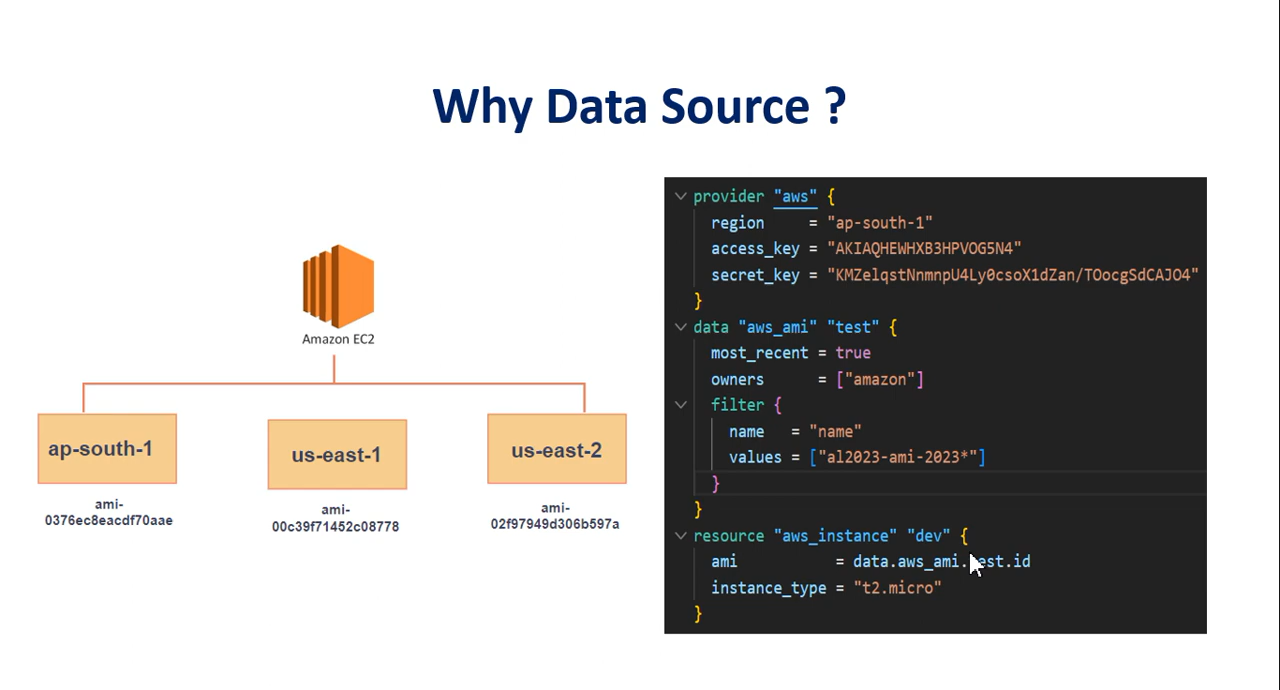 Why Data Source ?
Amazon EC2
ap-south-1
us-east-1
us-east-2
ami-
0376ec8eacdf70aae
ami-
00c39f71452c08778
ami-
02f97949d306b597a
provider "aws" {
region = "ap-south-1"
access_key = "AKIAQHEWHXB3HPVOG5N4"
secret_key = "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"
}
data "aws_ami" "test" {
most_recent = true
owners = ["amazon"]
filter {
name = "name"
values = ["al2023-ami-2023*"]
}
}
resource "aws_instance" "dev" {
ami = data.aws_ami.test.id
instance_type = "t2.micro"
}